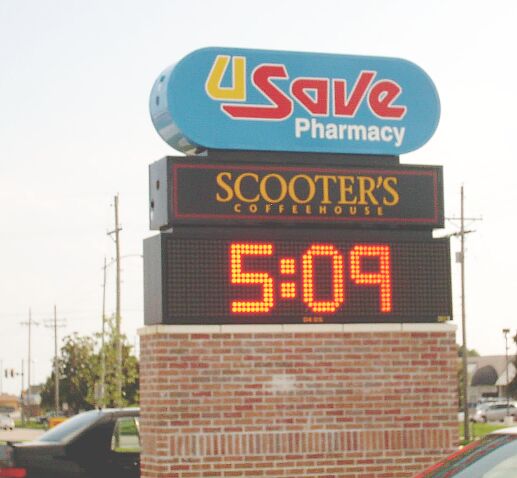 USave
Pharmacy
SCOOTER'S
COFFEEHOUSE
5:09